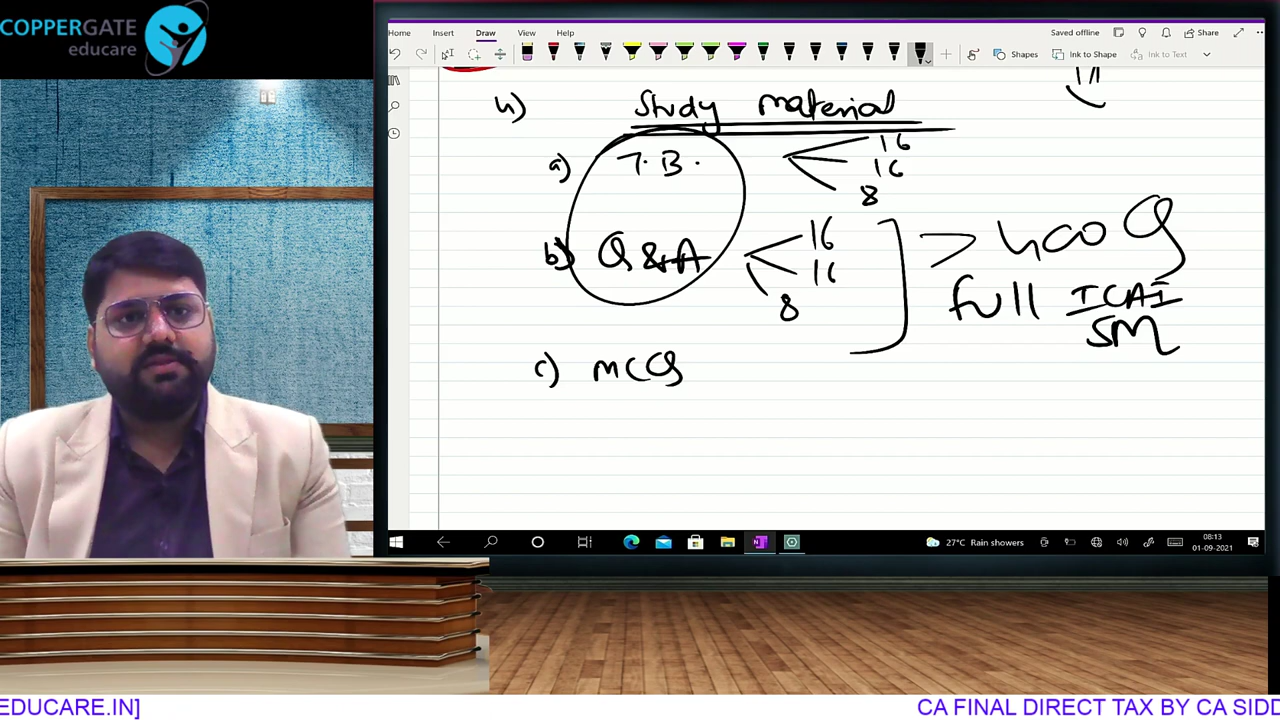 COPPERGATE
educare
Home Insert Draw View Help
Saved offline
Share
Shapes
Ink to Shape
Ink to Text
4) Study material
a) T.B. 16
16
8
b) Q & A 16
16
8
> 400 Q
full ICAI
SM
c) MCQ
27°C Rain showers
08:13
01-09-2021
EDUCARE.IN]
CA FINAL DIRECT TAX BY CA SIDD